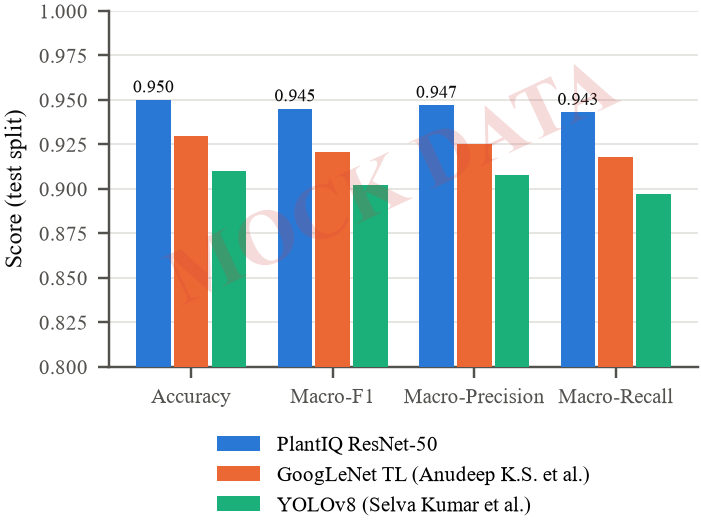 1.000
0.975
0.950
0.925
0.900
0.875
0.850
0.825
0.800
Score (test split)
0.950
0.945
0.947
0.943
MOCK DATA
Accuracy
Macro-F1
Macro-Precision
Macro-Recall
PlantIQ ResNet-50
GoogLeNet TL (Anudeep K.S. et al.)
YOLOv8 (Selva Kumar et al.)